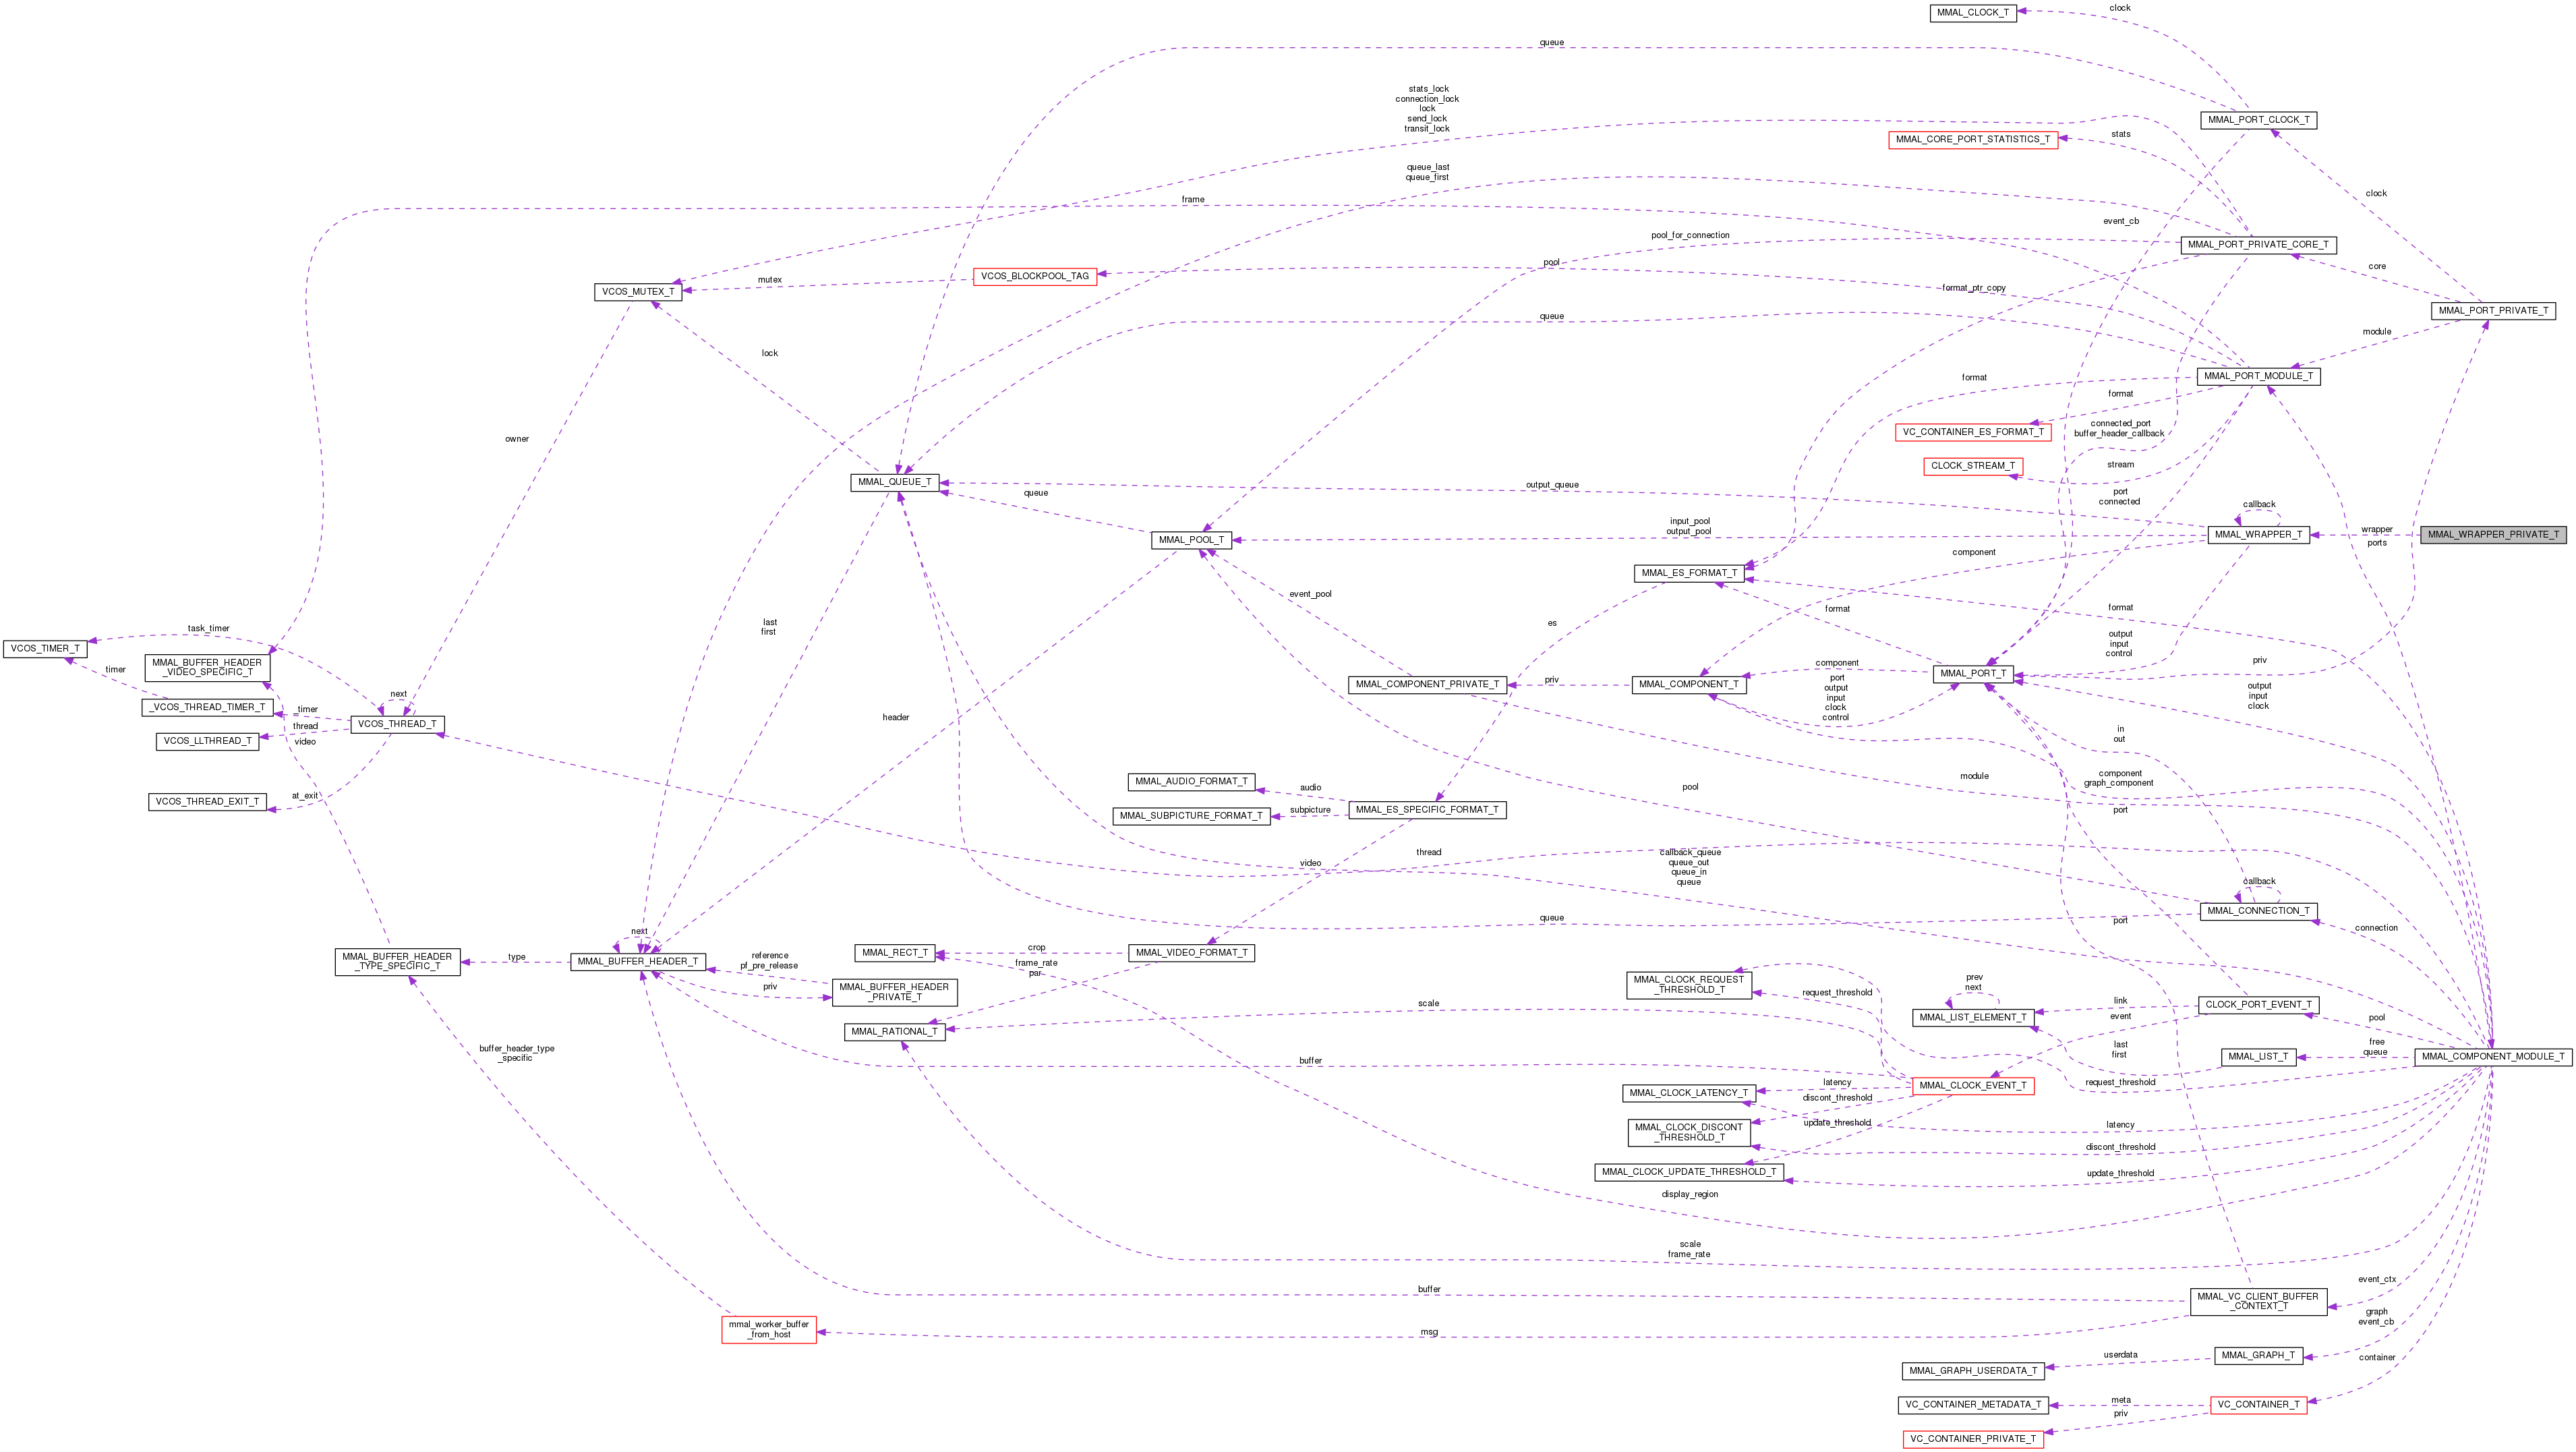 MMAL_CLOCK_T
clock
queue
stats_lock
connection_lock
lock
send_lock
transit_lock
MMAL_PORT_CLOCK_T
MMAL_CORE_PORT_STATISTICS_T
stats
queue_last
queue_first
clock
frame
event_cb
pool_for_connection
MMAL_PORT_PRIVATE_CORE_T
pool
core
VCOS_BLOCKPOOL_TAG
mutex
VCOS_MUTEX_T
format_ptr_copy
MMAL_PORT_PRIVATE_T
queue
module
lock
format
MMAL_PORT_MODULE_T
format
connected_port
buffer_header_callback
VC_CONTAINER_ES_FORMAT_T
owner
CLOCK_STREAM_T
stream
MMAL_QUEUE_T
output_queue
queue
port
connected
callback
input_pool
output_pool
MMAL_POOL_T
MMAL_WRAPPER_T
wrapper
MMAL_WRAPPER_PRIVATE_T
ports
component
MMAL_ES_FORMAT_T
event_pool
format
format
es
last
first
task_timer
VCOS_TIMER_T
output
input
control
MMAL_BUFFER_HEADER
_VIDEO_SPECIFIC_T
timer
component
MMAL_PORT_T
priv
MMAL_COMPONENT_PRIVATE_T
priv
MMAL_COMPONENT_T
port
output
input
clock
control
output
input
clock
next
_VCOS_THREAD_TIMER_T
_timer
VCOS_THREAD_T
header
thread
VCOS_LLTHREAD_T
video
in
out
MMAL_AUDIO_FORMAT_T
audio
module
component
graph_component
pool
VCOS_THREAD_EXIT_T
at_exit
MMAL_SUBPICTURE_FORMAT_T
subpicture
MMAL_ES_SPECIFIC_FORMAT_T
port
video
thread
callback_queue
queue_out
queue_in
queue
callback
MMAL_CONNECTION_T
queue
port
connection
next
MMAL_BUFFER_HEADER
_TYPE_SPECIFIC_T
type
MMAL_BUFFER_HEADER_T
reference
pf_pre_release
priv
MMAL_BUFFER_HEADER
_PRIVATE_T
MMAL_RECT_T
crop
MMAL_VIDEO_FORMAT_T
frame_rate
par
MMAL_CLOCK_REQUEST
_THRESHOLD_T
request_threshold
prev
next
MMAL_LIST_ELEMENT_T
link
event
CLOCK_PORT_EVENT_T
pool
scale
MMAL_RATIONAL_T
buffer_header_type
_specific
buffer
last
first
MMAL_LIST_T
free
queue
MMAL_COMPONENT_MODULE_T
MMAL_CLOCK_LATENCY_T
latency
MMAL_CLOCK_EVENT_T
request_threshold
discont_threshold
MMAL_CLOCK_DISCONT
_THRESHOLD_T
update_threshold
latency
discont_threshold
MMAL_CLOCK_UPDATE_THRESHOLD_T
update_threshold
display_region
scale
frame_rate
event_ctx
buffer
MMAL_VC_CLIENT_BUFFER
_CONTEXT_T
graph
event_cb
mmal_worker_buffer
_from_host
msg
MMAL_GRAPH_USERDATA_T
userdata
MMAL_GRAPH_T
container
VC_CONTAINER_METADATA_T
meta
VC_CONTAINER_T
priv
VC_CONTAINER_PRIVATE_T